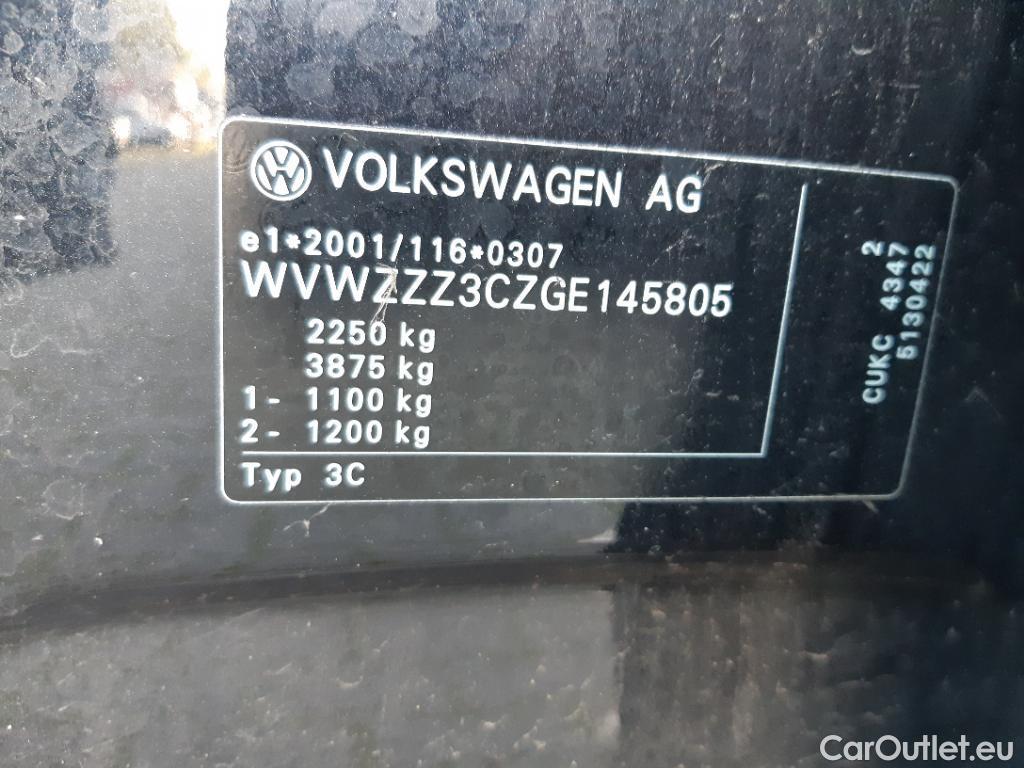 VOLKSWAGEN AG
e1*2001/116*0307
WVWZZZ3CZGE145805
2250 kg
3875 kg
1- 1100 kg
2- 1200 kg
Typ 3C
CUKC 4347 2
5130422
CarOutlet.eu